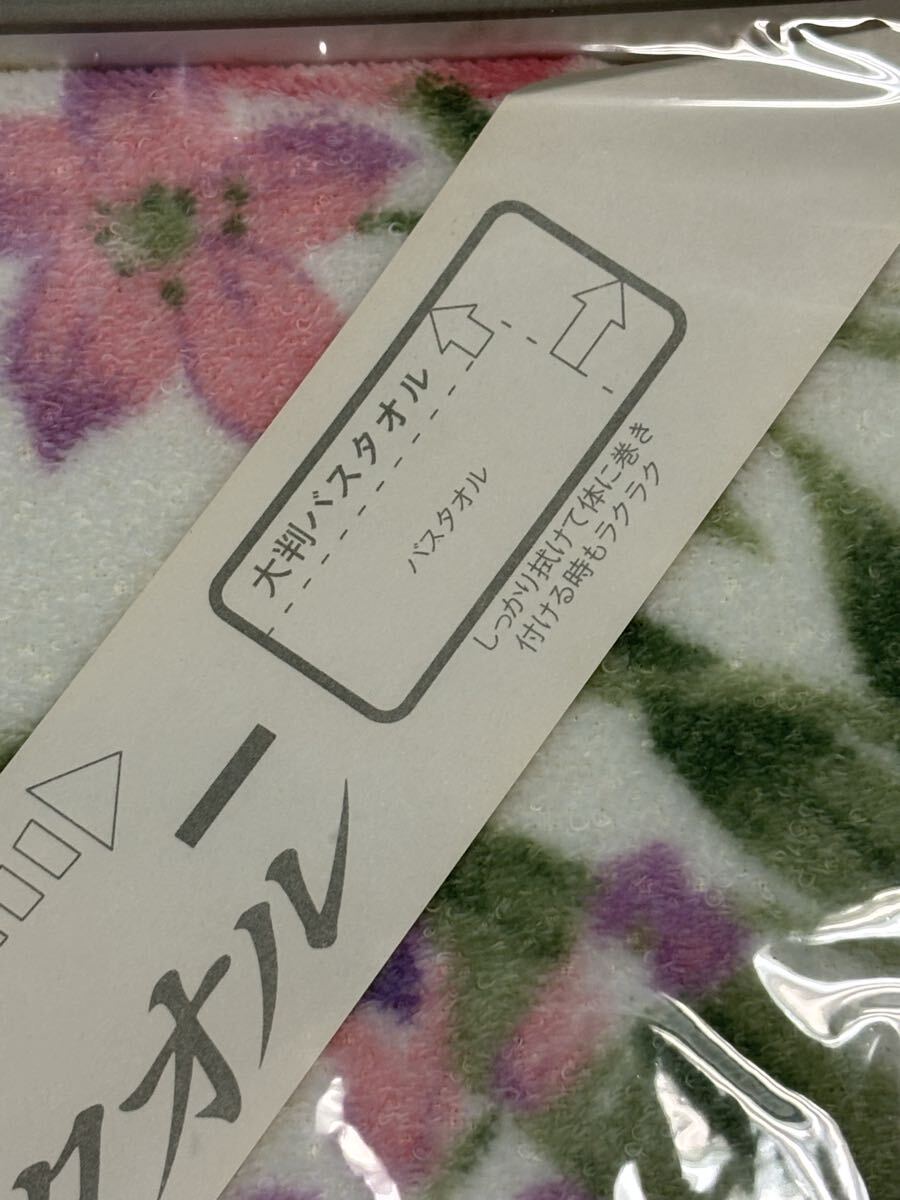 大判バスタオル
バスタオル
しっかり拭けて体に巻き
付ける時もラクラク
タオル